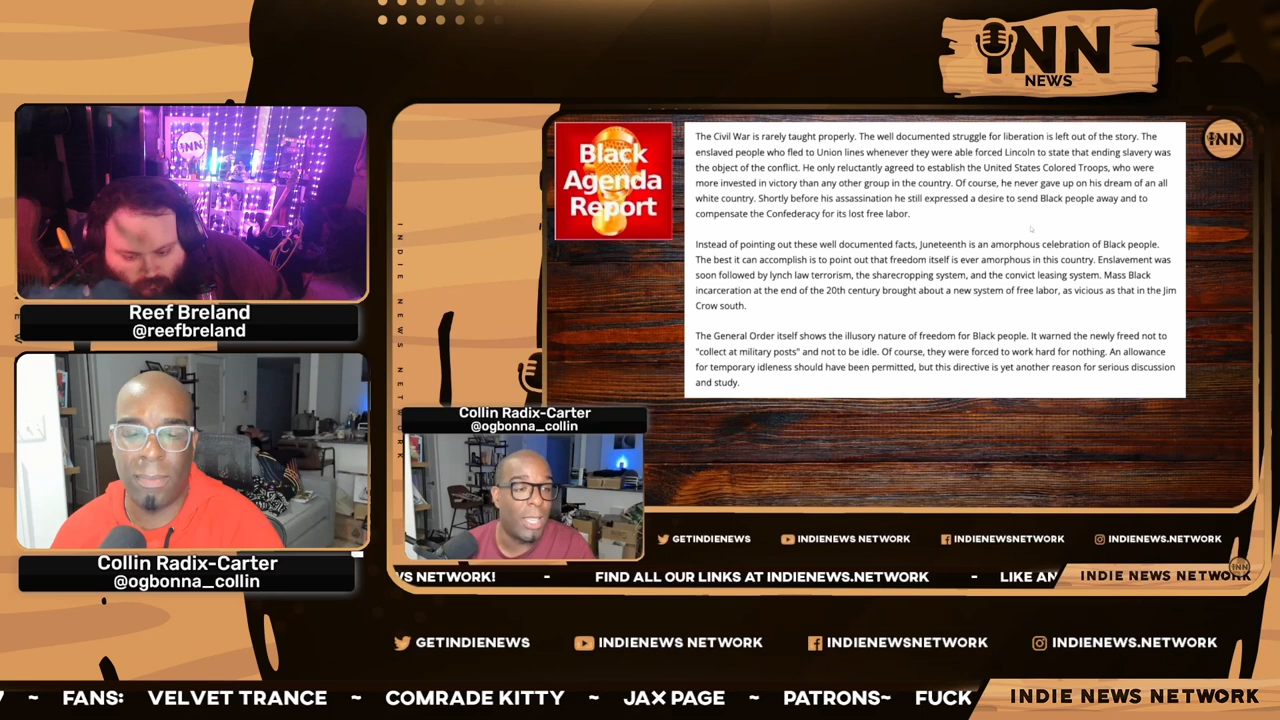 INN
NEWS
INN
Reef Breland
@reefbreland
Collin Radix-Carter
@ogbonna_collin
INDIE NEWS NETWORK
Black
Agenda
Report
The Civil War is rarely taught properly. The well documented struggle for liberation is left out of the story. The
enslaved people who fled to Union lines whenever they were able forced Lincoln to state that ending slavery was
the object of the conflict. He only reluctantly agreed to establish the United States Colored Troops, who were
more invested in victory than any other group in the country. Of course, he never gave up on his dream of an all
white country. Shortly before his assassination he still expressed a desire to send Black people away and to
compensate the Confederacy for its lost free labor.
Instead of pointing out these well documented facts, Juneteenth is an amorphous celebration of Black people.
The best it can accomplish is to point out that freedom itself is ever amorphous in this country. Enslavement was
soon followed by lynch law terrorism, the sharecropping system, and the convict leasing system. Mass Black
incarceration at the end of the 20th century brought about a new system of free labor, as vicious as that in the Jim
Crow south.
The General Order itself shows the illusory nature of freedom for Black people. It warned the newly freed not to
"collect at military posts" and not to be idle. Of course, they were forced to work hard for nothing. An allowance
for temporary idleness should have been permitted, but this directive is yet another reason for serious discussion
and study.
INN
Collin Radix-Carter
@ogbonna_collin
GETINDIENEWS INDIENEWS NETWORK INDIENEWSNETWORK INDIENEWS.NETWORK
VS NETWORK! - FIND ALL OUR LINKS AT INDIENEWS.NETWORK - LIKE AN INDIE NEWS NETWORK
INN
GETINDIENEWS INDIENEWS NETWORK INDIENEWSNETWORK INDIENEWS.NETWORK
~ FANS: VELVET TRANCE ~ COMRADE KITTY ~ JAX PAGE ~ PATRONS~ FUCK INDIE NEWS NETWORK